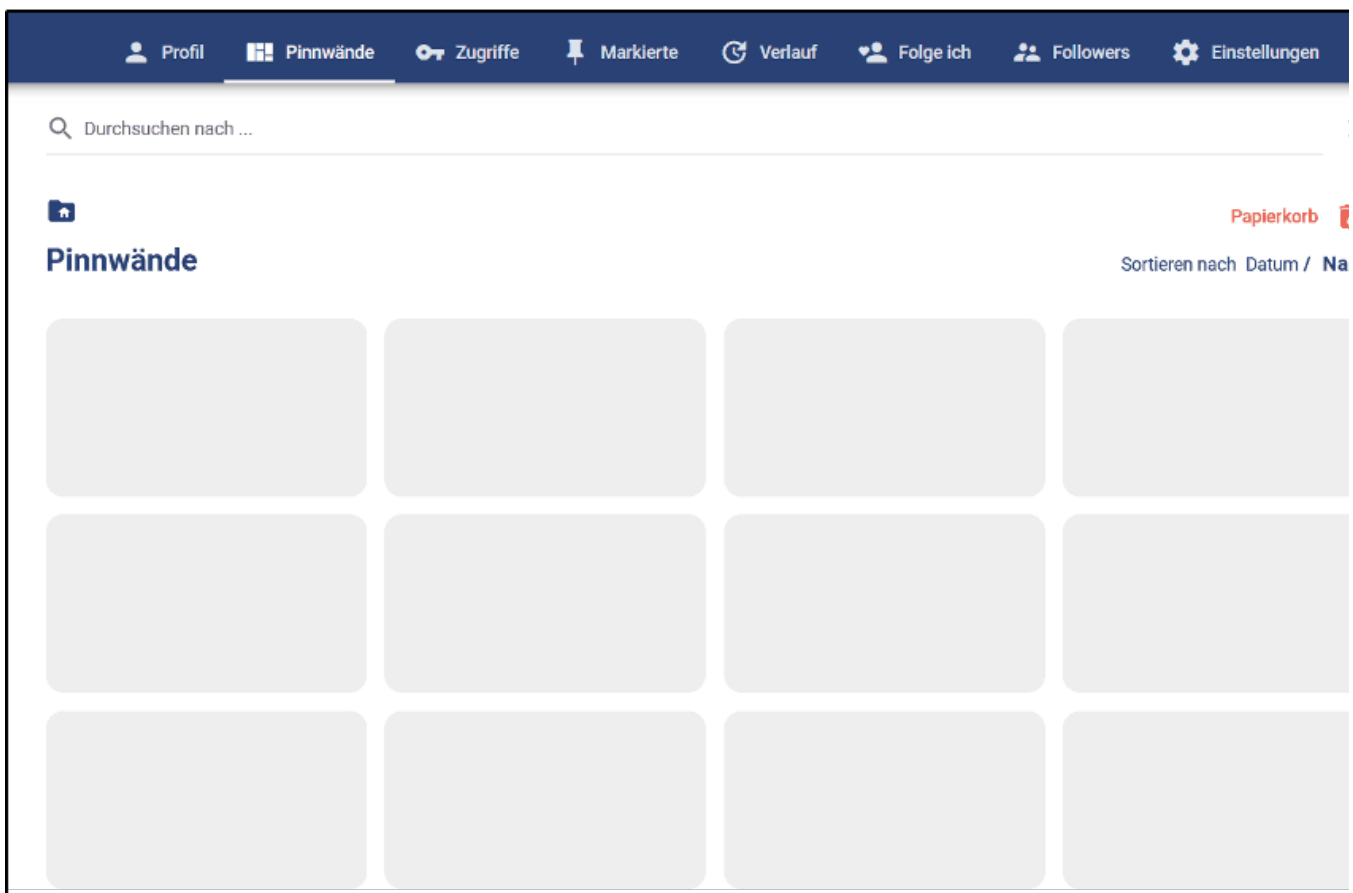 Profil Pinnwände Zugriffe Markierte Verlauf Folge ich Followers Einstellungen
Durchsuchen nach ...
Papierkorb
Pinnwände
Sortieren nach Datum /